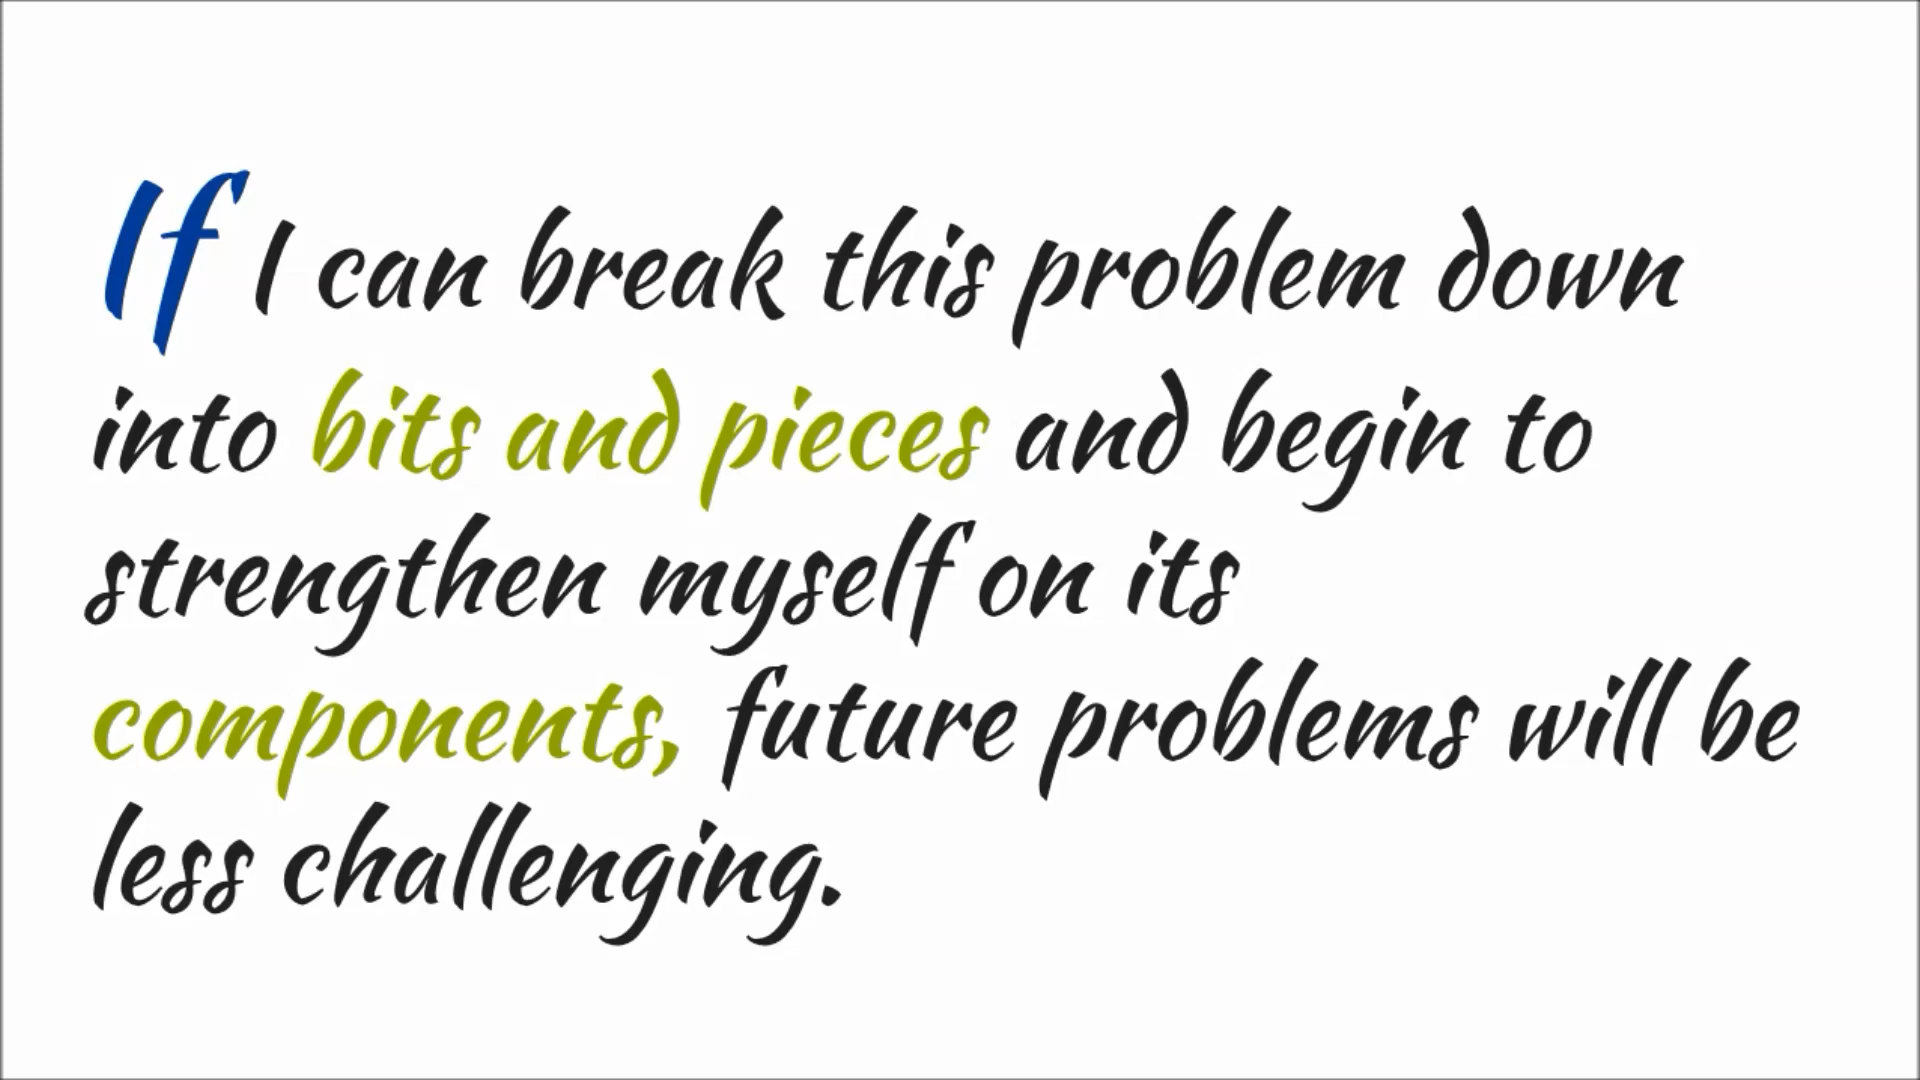 If I can break this problem down
into bits and pieces and begin to
strengthen myself on its
components, future problems will be
less challenging.